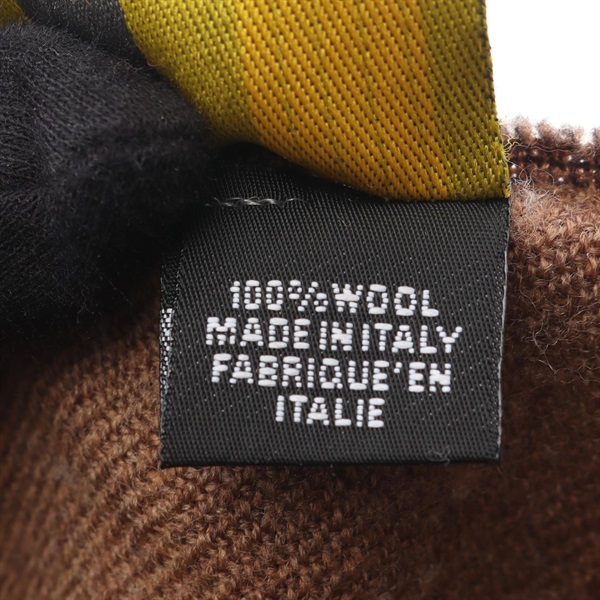 100% WOOL
MADE IN ITALY
FABRIQUE'EN
ITALIE